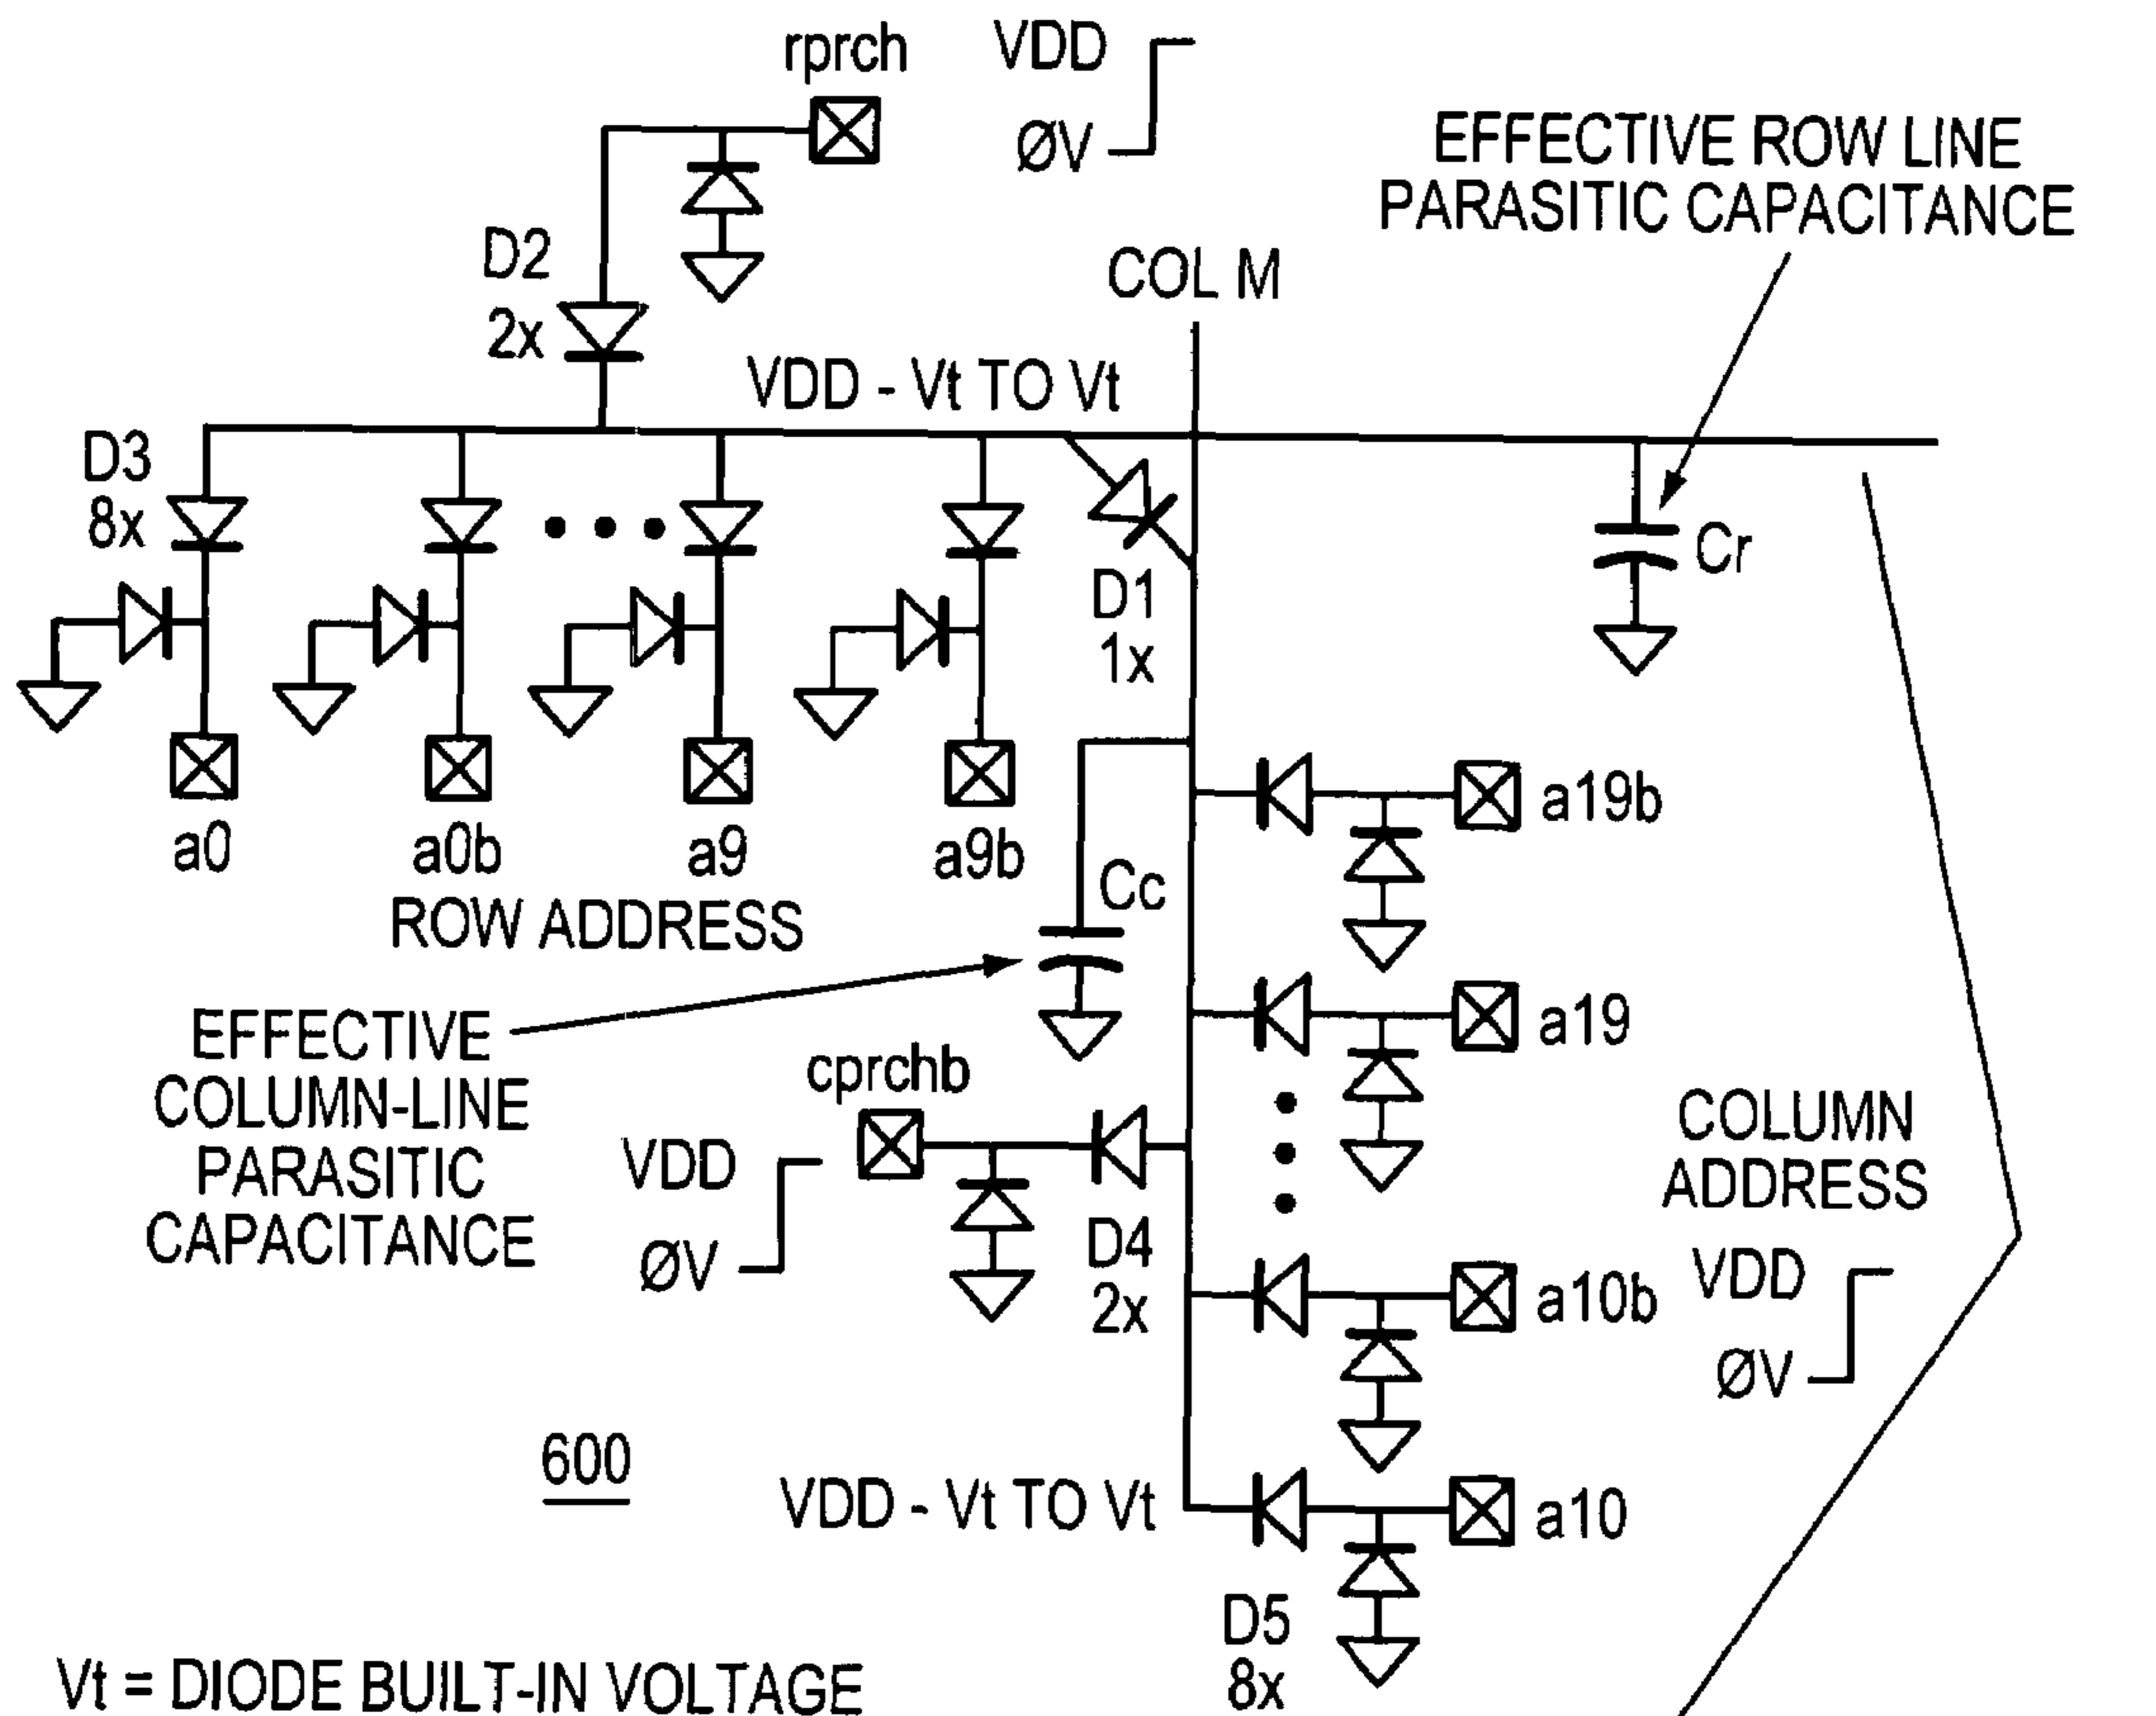 rprch
VDD
ØV
EFFECTIVE ROW LINE
PARASITIC CAPACITANCE
D2
2x
COL M
VDD - Vt TO Vt
D3
8x
Cr
D1
1x
a0
a0b
a9
a9b
a19b
ROW ADDRESS
Cc
EFFECTIVE
COLUMN-LINE
PARASITIC
CAPACITANCE
cprchb
a19
VDD
ØV
D4
2x
COLUMN
ADDRESS
VDD
ØV
a10b
600
VDD - Vt TO Vt
a10
D5
8x
Vt = DIODE BUILT-IN VOLTAGE